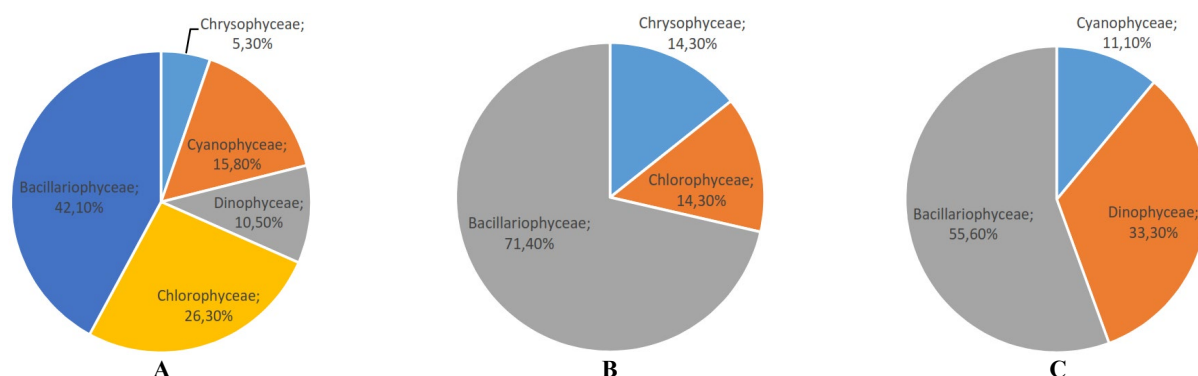 Chrysophyceae;
5,30%
Cyanophyceae;
15,80%
Dinophyceae;
10,50%
Chlorophyceae;
26,30%
Bacillariophyceae;
42,10%
A
Chrysophyceae;
14,30%
Chlorophyceae;
14,30%
Bacillariophyceae;
71,40%
B
Cyanophyceae;
11,10%
Dinophyceae;
33,30%
Bacillariophyceae;
55,60%
C